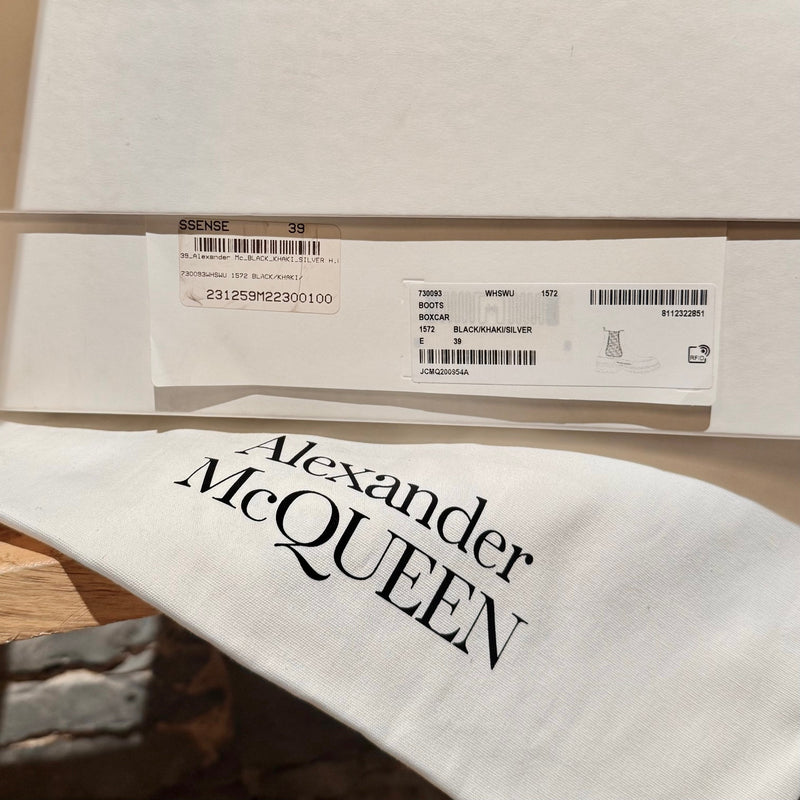 SSENSE 39
39_Alexander Mc_BLACK_KHAKI_SILVER H.
730093WHSWU 1572 BLACK/KHAKI/
231259M22300100
730093 WHSWU 1572
BOOTS
BOXCAR
8112322851
1572 BLACK/KHAKI/SILVER
E 39
JCMQ200954A
RFID
Alexander
McQUEEN